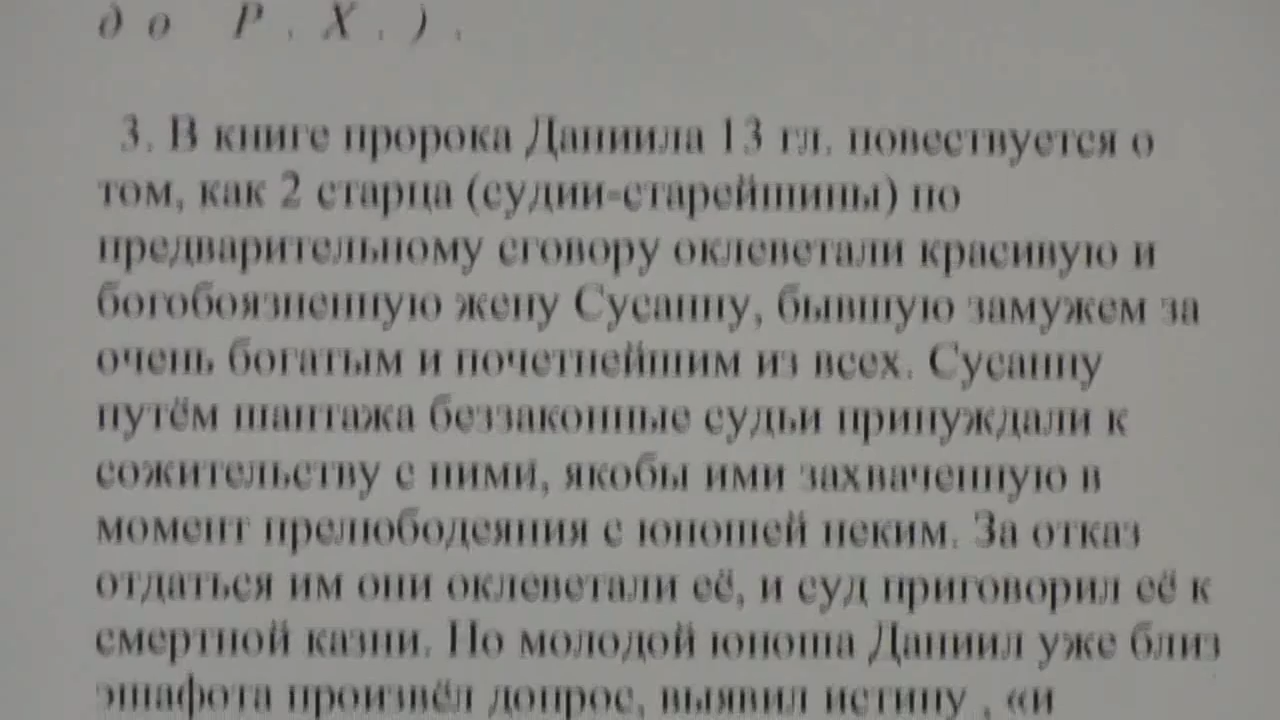 до Р.Х.).
3. В книге пророка Даниила 13 гл. повествуется о
том, как 2 старца (судии-старейшины) по
предварительному сговору оклеветали красивую и
богобоязненную жену Сусанну, бывшую замужем за
очень богатым и почетнейшим из всех. Сусанну
путём шантажа беззаконные судьи принуждали к
сожительству с ними, якобы ими захваченную в
момент прелюбодеяния с юношей неким. За отказ
отдаться им они оклеветали её, и суд приговорил её к
смертной казни. Но молодой юноша Даниил уже близ
эшафота произвёл допрос, выявил истину , «и